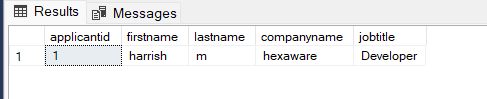 Results Messages
applicantid firstname lastname companyname jobtitle
1 1 harrish m hexaware Developer